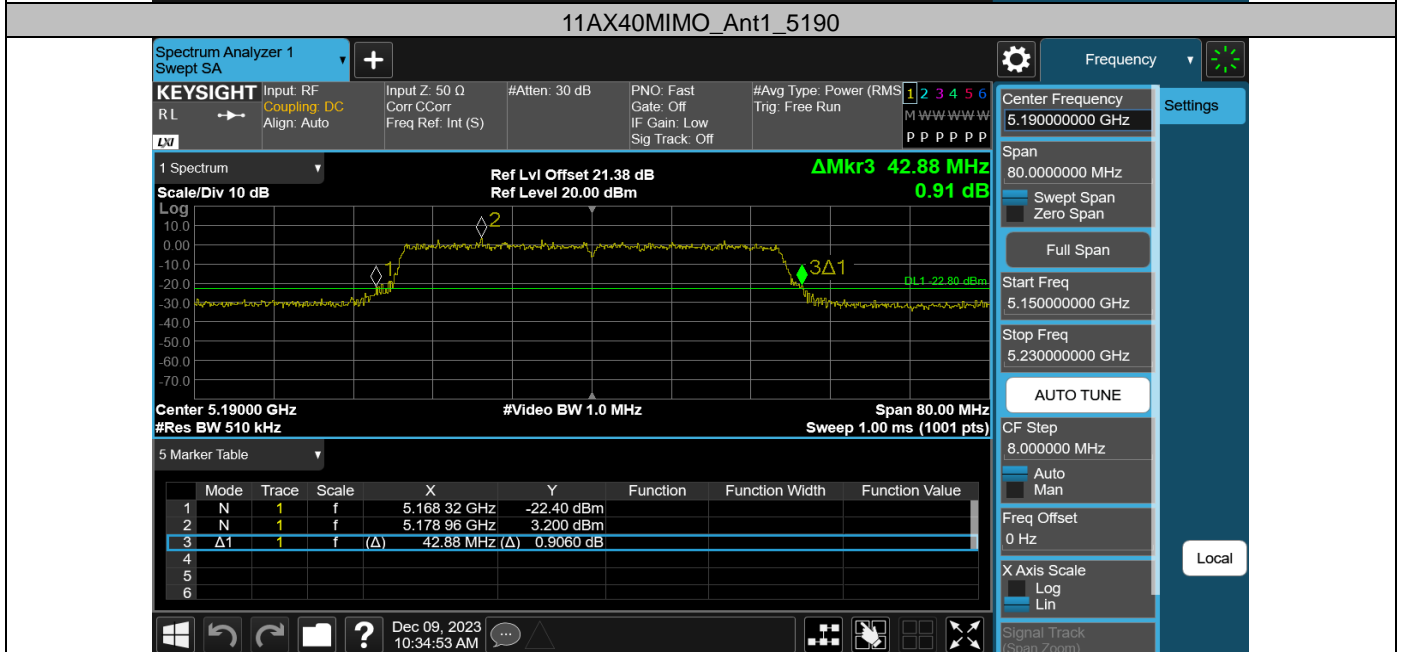 11AX40MIMO_Ant1_5190
Spectrum Analyzer 1
Swept SA
Frequency
KEYSIGHT
RL
LXI
Input: RF
Coupling: DC
Align: Auto
Input Z: 50 Ω
Corr CCorr
Freq Ref: Int (S)
#Atten: 30 dB
PNO: Fast
Gate: Off
IF Gain: Low
Sig Track: Off
#Avg Type: Power (RMS
Trig: Free Run
1 2 3 4 5 6
M W W W W W
P P P P P P
1 Spectrum
Scale/Div 10 dB
Ref Lvl Offset 21.38 dB
Ref Level 20.00 dBm
ΔMkr3 42.88 MHz
0.91 dB
Log
10.0
0.00
-10.0
-20.0
-30.0
-40.0
-50.0
-60.0
-70.0
1
2
3Δ1
DL1 -22.80 dBm
Center 5.19000 GHz
#Video BW 1.0 MHz
Span 80.00 MHz
#Res BW 510 kHz
Sweep 1.00 ms (1001 pts)
5 Marker Table
Mode Trace Scale X Y Function Function Width Function Value
1 N 1 f 5.168 32 GHz -22.40 dBm
2 N 1 f 5.178 96 GHz 3.200 dBm
3 Δ1 1 f (Δ) 42.88 MHz (Δ) 0.9060 dB
4
5
6
Dec 09, 2023
10:34:53 AM
Center Frequency
5.190000000 GHz
Settings
Span
80.0000000 MHz
Swept Span
Zero Span
Full Span
Start Freq
5.150000000 GHz
Stop Freq
5.230000000 GHz
AUTO TUNE
CF Step
8.000000 MHz
Auto
Man
Freq Offset
0 Hz
X Axis Scale
Log
Lin
Local
Signal Track
(Span Zoom)